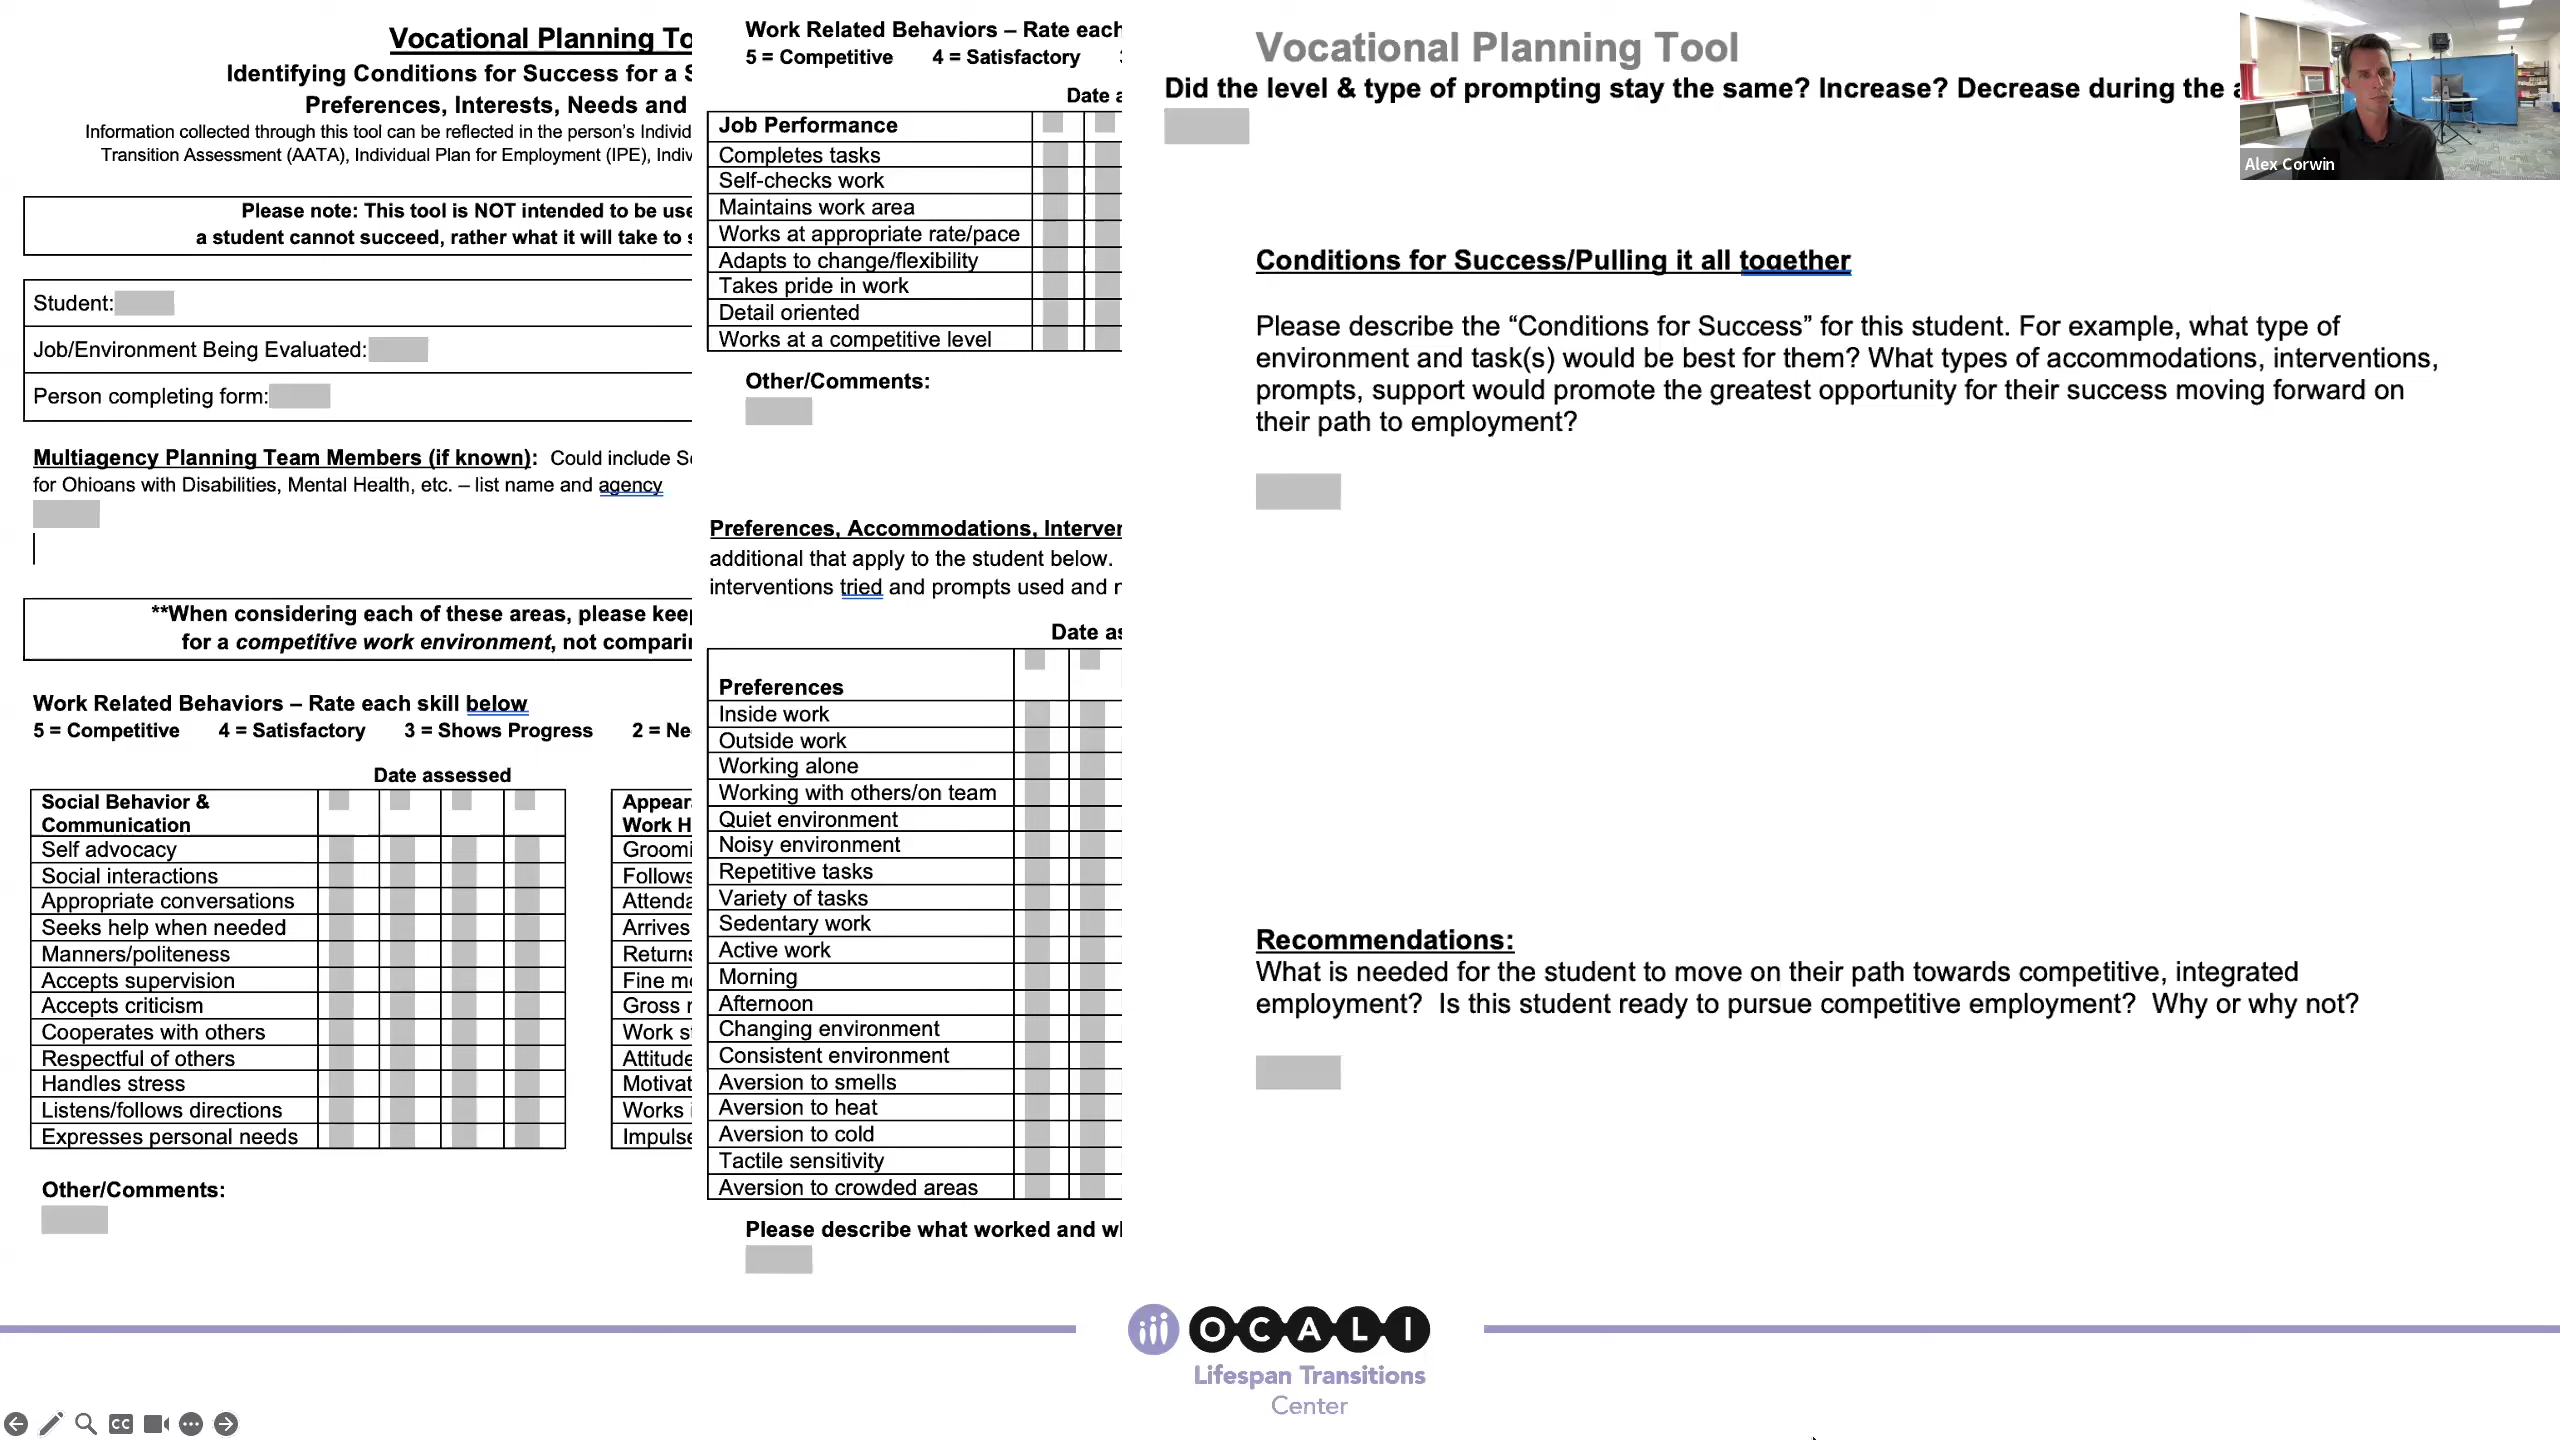 Vocational Planning
Identifying Conditions for Success for a
Preferences, Interests, Needs and
Information collected through this tool can be reflected in the person's
Transition Assessment (AATA), Individual Plan for Employment (IPE),
Please note: This tool is NOT intended to be
a student cannot succeed, rather what it will take to
Student:
Job/Environment Being Evaluated:
Person completing form:
Multiagency Planning Team Members (if known): Could include
for Ohioans with Disabilities, Mental Health, etc. – list name and agency
**When considering each of these areas, please
for a competitive work environment, not
Work Related Behaviors – Rate each skill below
5 = Competitive 4 = Satisfactory 3 = Shows Progress 2 =
Date assessed
Social Behavior &
Communication
Self advocacy
Social interactions
Appropriate conversations
Seeks help when needed
Manners/politeness
Accepts supervision
Accepts criticism
Cooperates with others
Respectful of others
Handles stress
Listens/follows directions
Expresses personal needs
Work
Follows
Arrives
Fine
Gross
Work
Works
Other/Comments:
Work Related Behaviors – Rate each
5 = Competitive 4 = Satisfactory
Date
Job Performance
Completes tasks
Self-checks work
Maintains work area
Works at appropriate rate/pace
Adapts to change/flexibility
Takes pride in work
Detail oriented
Works at a competitive level
Other/Comments:
Preferences, Accommodations,
additional that apply to the student below.
interventions tried and prompts used and
Date
Preferences
Inside work
Outside work
Working alone
Working with others/on team
Quiet environment
Noisy environment
Repetitive tasks
Variety of tasks
Sedentary work
Active work
Morning
Afternoon
Changing environment
Consistent environment
Aversion to smells
Aversion to heat
Aversion to cold
Tactile sensitivity
Aversion to crowded areas
Please describe what worked and
Vocational Planning Tool
Did the level & type of prompting stay the same? Increase? Decrease during the
Conditions for Success/Pulling it all together
Please describe the “Conditions for Success” for this student. For example, what type of
environment and task(s) would be best for them? What types of accommodations, interventions,
prompts, support would promote the greatest opportunity for their success moving forward on
their path to employment?
Recommendations:
What is needed for the student to move on their path towards competitive, integrated
employment? Is this student ready to pursue competitive employment? Why or why not?
Alex Corwin
OCALI
Lifespan Transitions
Center
CC